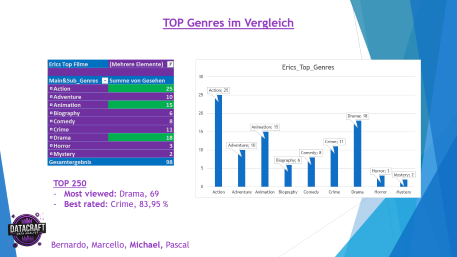 TOP Genres im Vergleich
Erics Top Filme [Mehrere Elemente]
Main&Sub_Genres Summe von Gesehen
Action 25
Adventure 10
Animation 15
Biography 6
Comedy 8
Crime 11
Drama 18
Horror 3
Mystery 2
Gesamtergebnis 98
Erics_Top_Genres
30
25
20
15
10
5
0
Action; 25
Adventure; 10
Animation; 15
Biography; 6
Comedy; 8
Crime; 11
Drama; 18
Horror; 3
Mystery; 2
Action Adventure Animation Biography Comedy Crime Drama Horror Mystery
TOP 250
- Most viewed: Drama, 69
- Best rated: Crime, 83,95 %
DATACRAFT
Bernardo, Marcello, Michael, Pascal